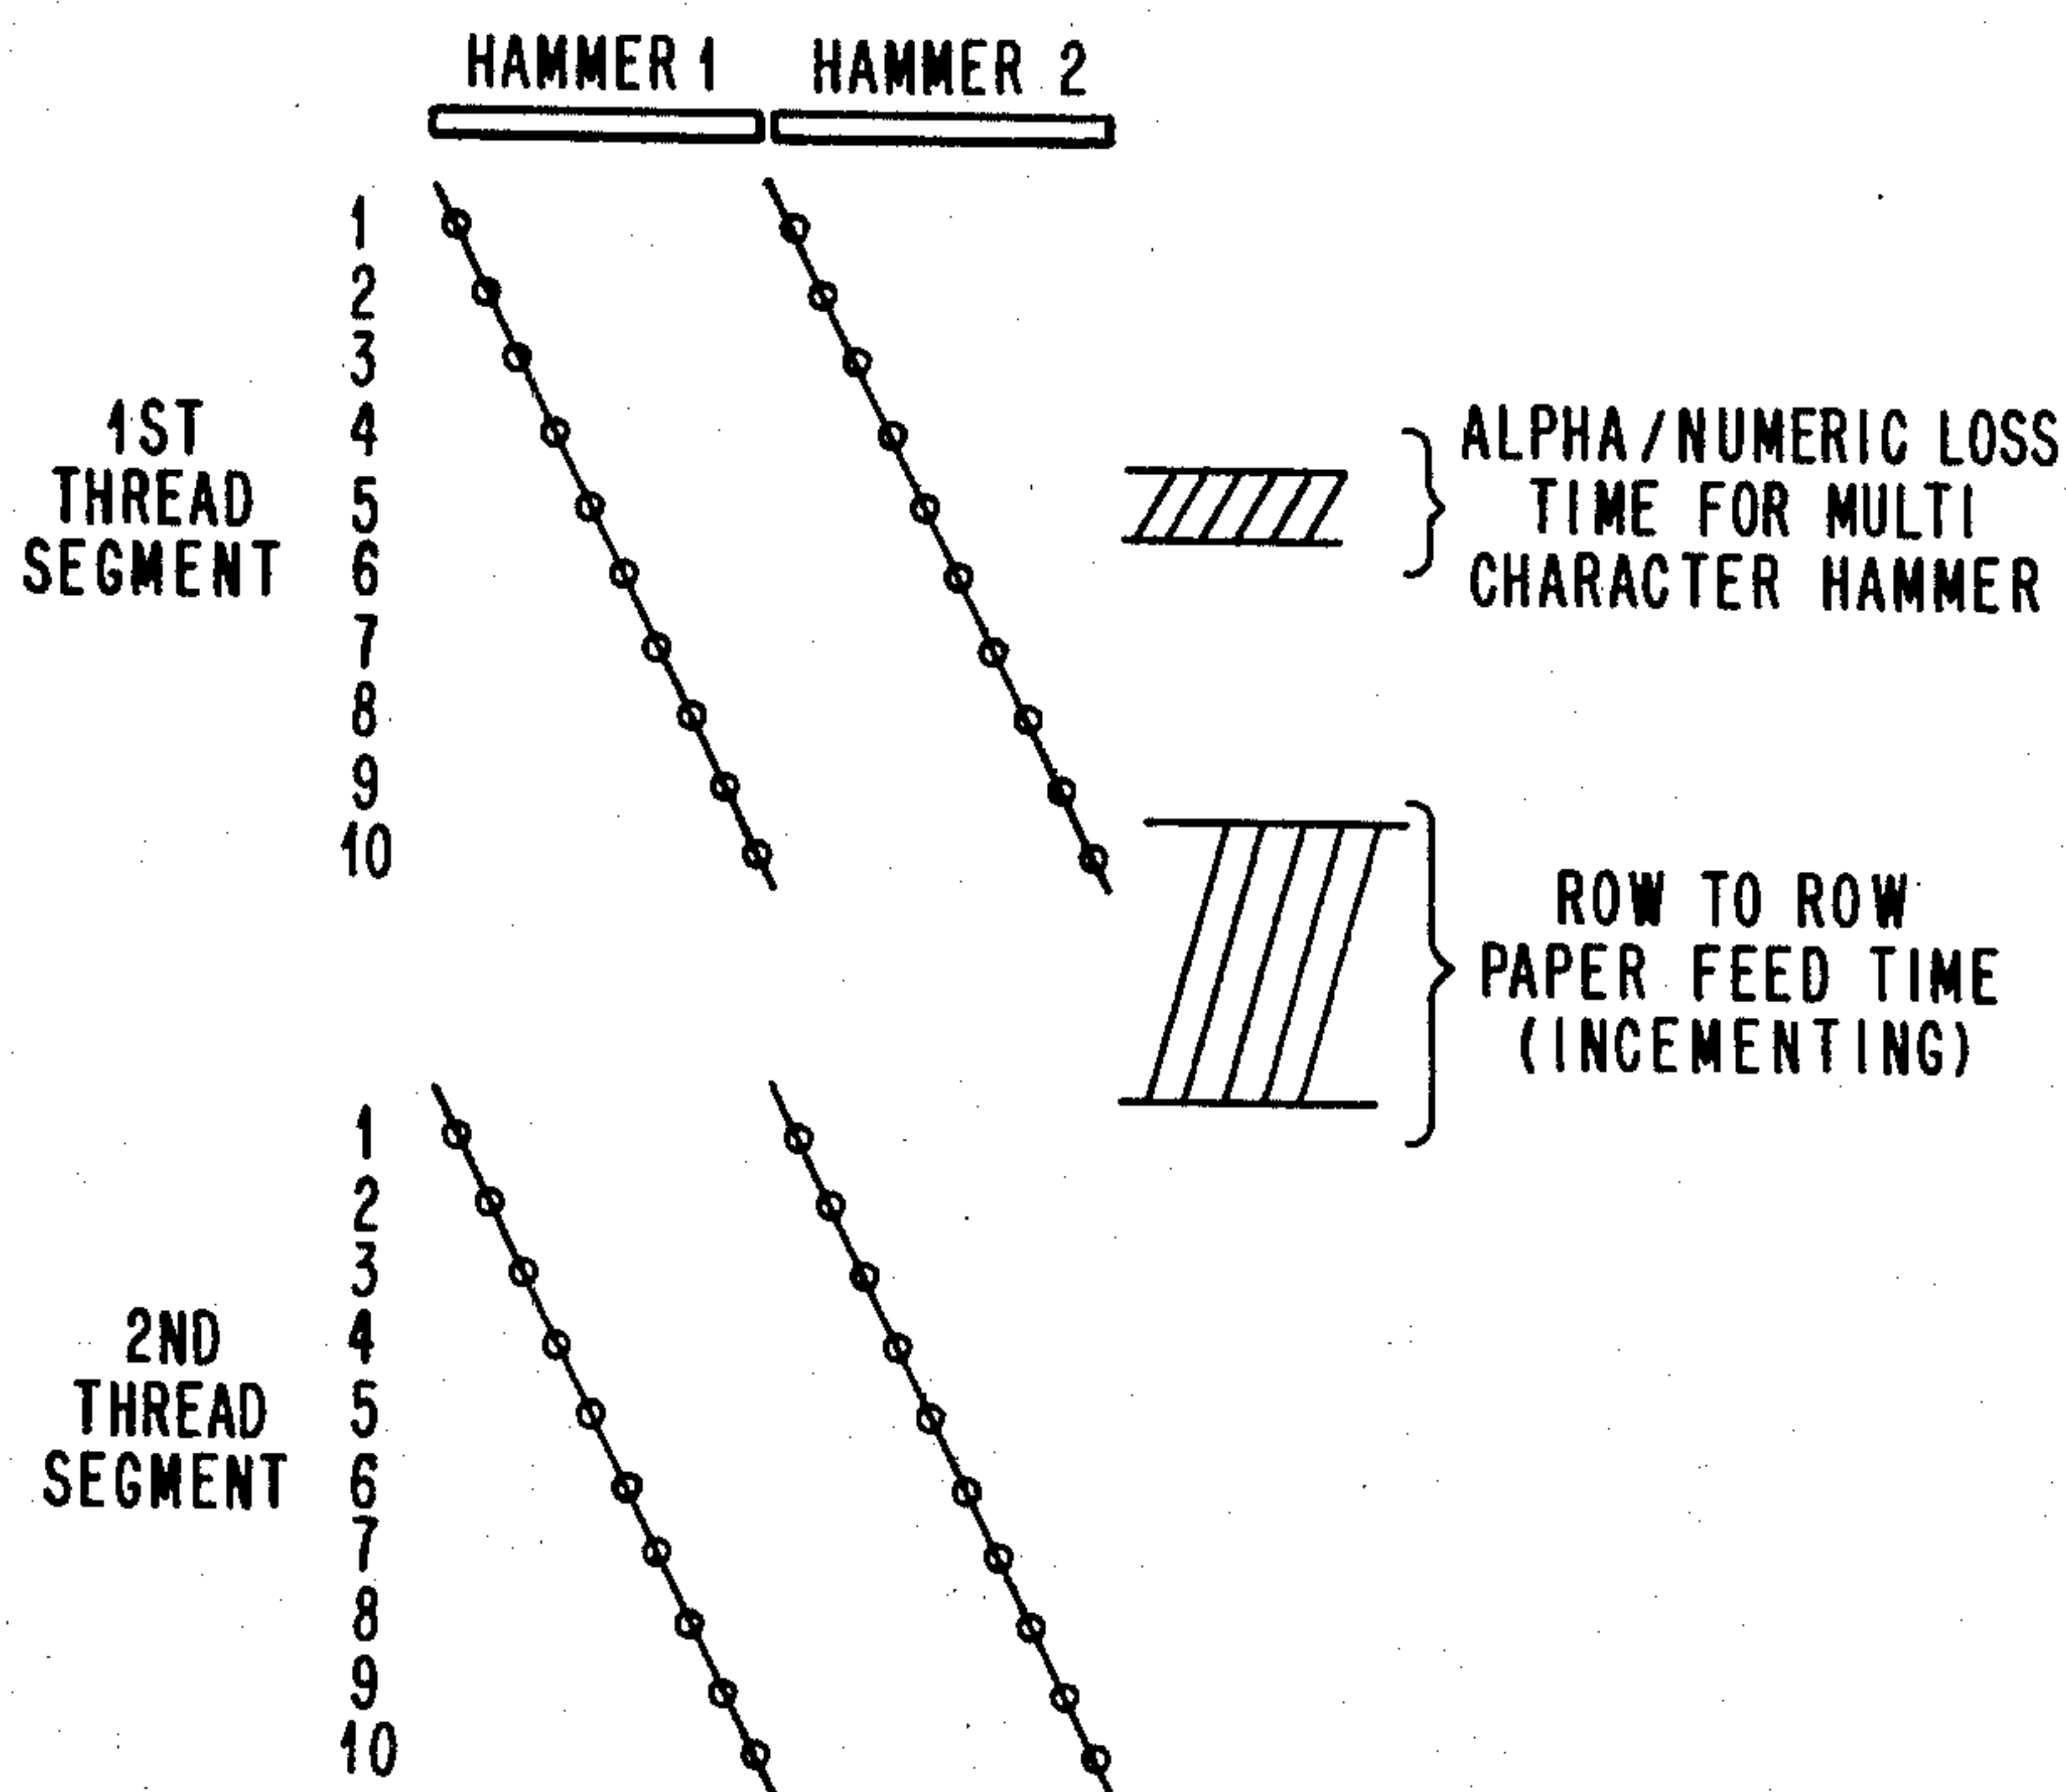 HAMMER 1 HAMMER 2
1
2
3
4
5
6
7
8
9
10
1ST
THREAD
SEGMENT
ALPHA/NUMERIC LOSS
TIME FOR MULTI
CHARACTER HAMMER
ROW TO ROW
PAPER FEED TIME
(INCEMENTING)
1
2
3
4
5
6
7
8
9
10
2ND
THREAD
SEGMENT